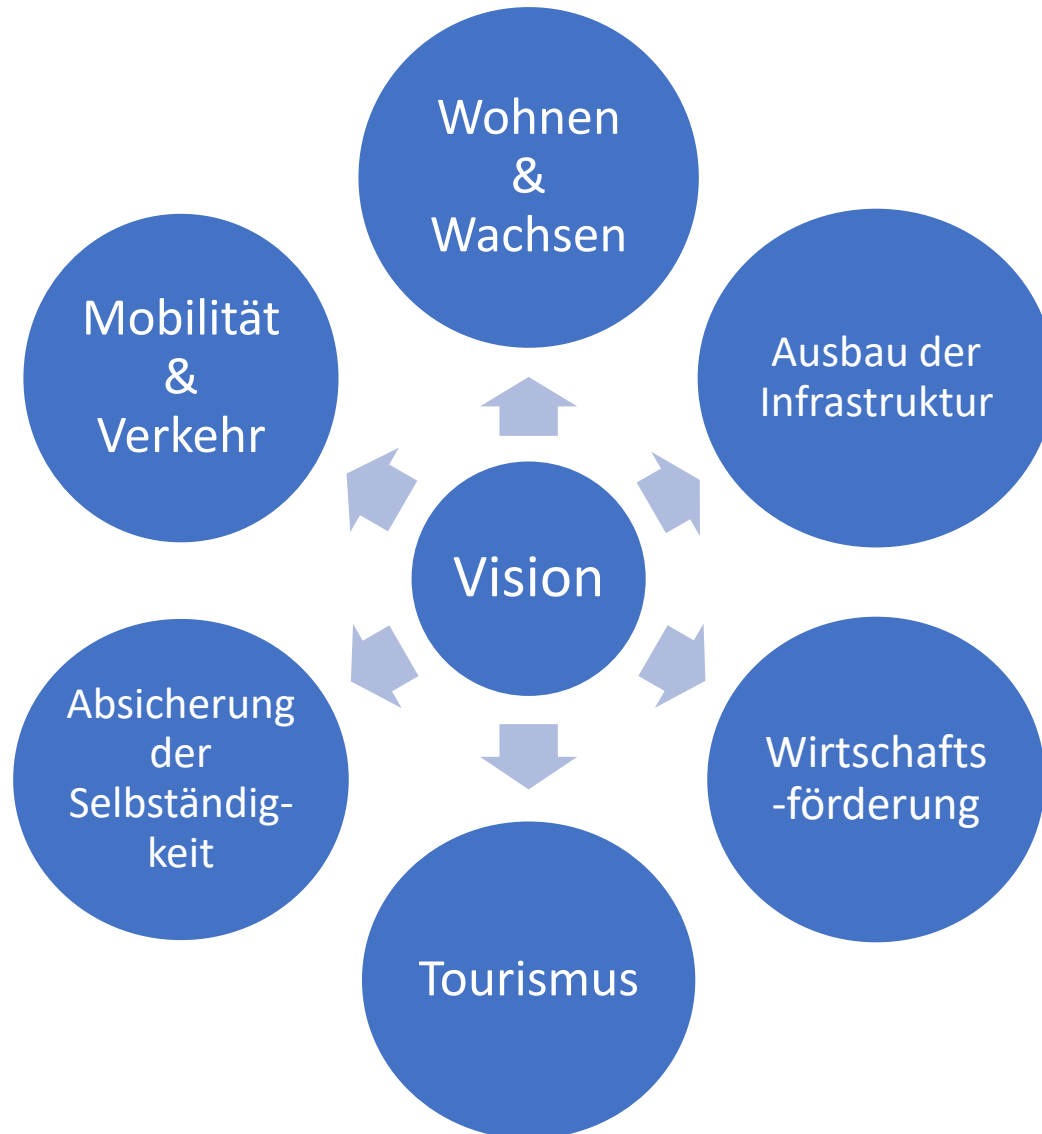 Wohnen
&
Wachsen
Mobilität
&
Verkehr
Ausbau der
Infrastruktur
Vision
Absicherung
der
Selbständig-
keit
Wirtschafts
-förderung
Tourismus